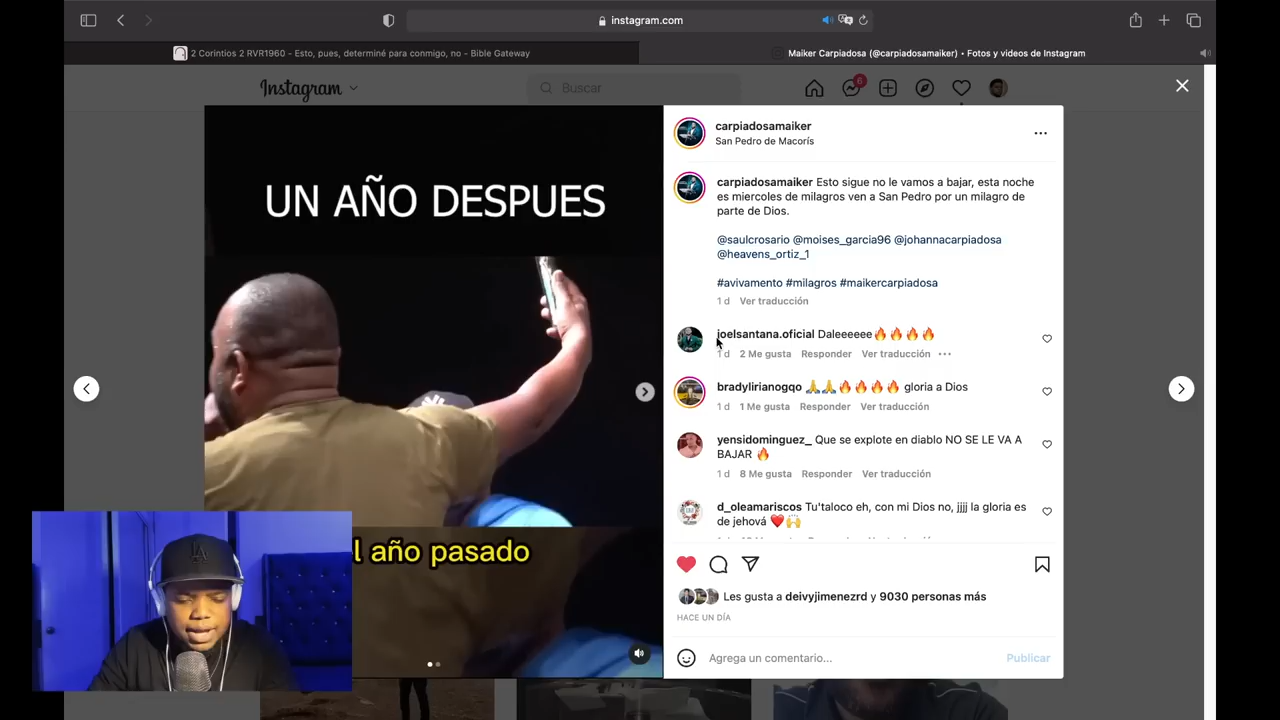 instagram.com
2 Corintios 2 RVR1960 - Esto, pues, determiné para conmigo, no - Bible Gateway
Maiker Carpiadosa (@carpiadosamaiker) • Fotos y videos de Instagram
Instagram
Buscar
6
UN AÑO DESPUES
l año pasado
LA
carpiadosamaiker
San Pedro de Macorís
carpiadosamaiker Esto sigue no le vamos a bajar, esta noche
es miercoles de milagros ven a San Pedro por un milagro de
parte de Dios.
@saulcrosario @moises_garcia96 @johannacarpiadosa
@heavens_ortiz_1
#avivamento #milagros #maikercarpiadosa
1 d Ver traducción
joelsantana.oficial Daleeeeee🔥🔥🔥🔥
1 d 2 Me gusta Responder Ver traducción
bradylirianogqo 🙏🙏🔥🔥🔥🔥 gloria a Dios
1 d 1 Me gusta Responder Ver traducción
yensidominguez_ Que se explote en diablo NO SE LE VA A
BAJAR 🔥
1 d 8 Me gusta Responder Ver traducción
d_oleamariscos Tu'taloco eh, con mi Dios no, jjjj la gloria es
de jehová ❤️🙌
Les gusta a deivyjimenezrd y 9030 personas más
HACE UN DÍA
Agrega un comentario...
Publicar